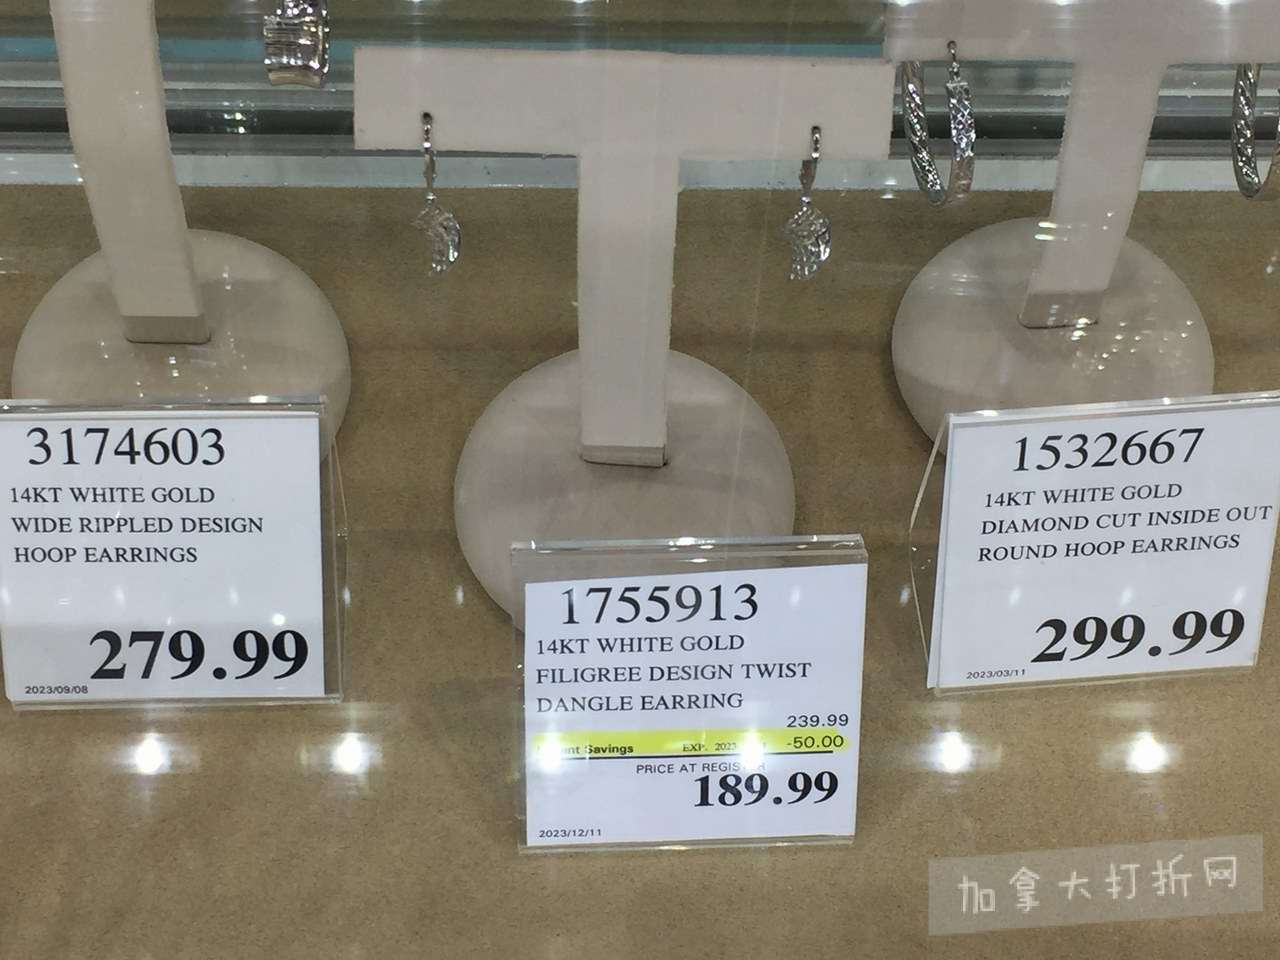 3174603
14KT WHITE GOLD
WIDE RIPPLED DESIGN
HOOP EARRINGS
279.99
2023/09/08
1755913
14KT WHITE GOLD
FILIGREE DESIGN TWIST
DANGLE EARRING
239.99
Savings EXP. -50.00
PRICE AT REGISTER
189.99
2023/12/11
1532667
14KT WHITE GOLD
DIAMOND CUT INSIDE OUT
ROUND HOOP EARRINGS
299.99
2023/03/11
加拿大打折网